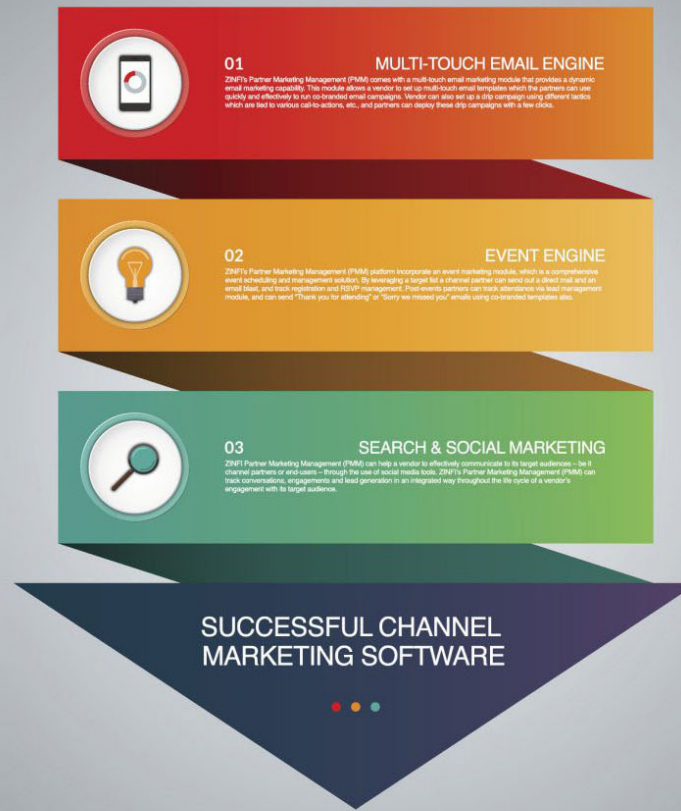 01
MULTI-TOUCH EMAIL ENGINE
ZINFI's Partner Marketing Management (PMM) comes with a multi-touch email marketing module that provides a dynamic
email marketing capability. This module allows a vendor to set up multi-touch email templates which the partners can use
quickly and effectively to run co-branded email campaigns. Vendor can also set up a drip campaign using different tactics
which are tied to various call-to-actions, etc., and partners can deploy these drip campaigns with a few clicks.
02
EVENT ENGINE
ZINFI's Partner Marketing Management (PMM) platform incorporate an event marketing module, which is a comprehensive
event scheduling and management solution. By leveraging a target list a channel partner can send out a direct mail and an
email blast, and track registration and RSVP management. Post-events partners can track attendance via lead management
module, and can send "Thank you for attending" or "Sorry we missed you" emails using co-branded templates also.
03
SEARCH & SOCIAL MARKETING
ZINFI Partner Marketing Management (PMM) can help a vendor to effectively communicate to its target audiences – be it
channel partners or end-users – through the use of social media tools. ZINFI's Partner Marketing Management (PMM) can
track conversations, engagements and lead generation in an integrated way throughout the life cycle of a vendor's
engagement with its target audience.
SUCCESSFUL CHANNEL
MARKETING SOFTWARE